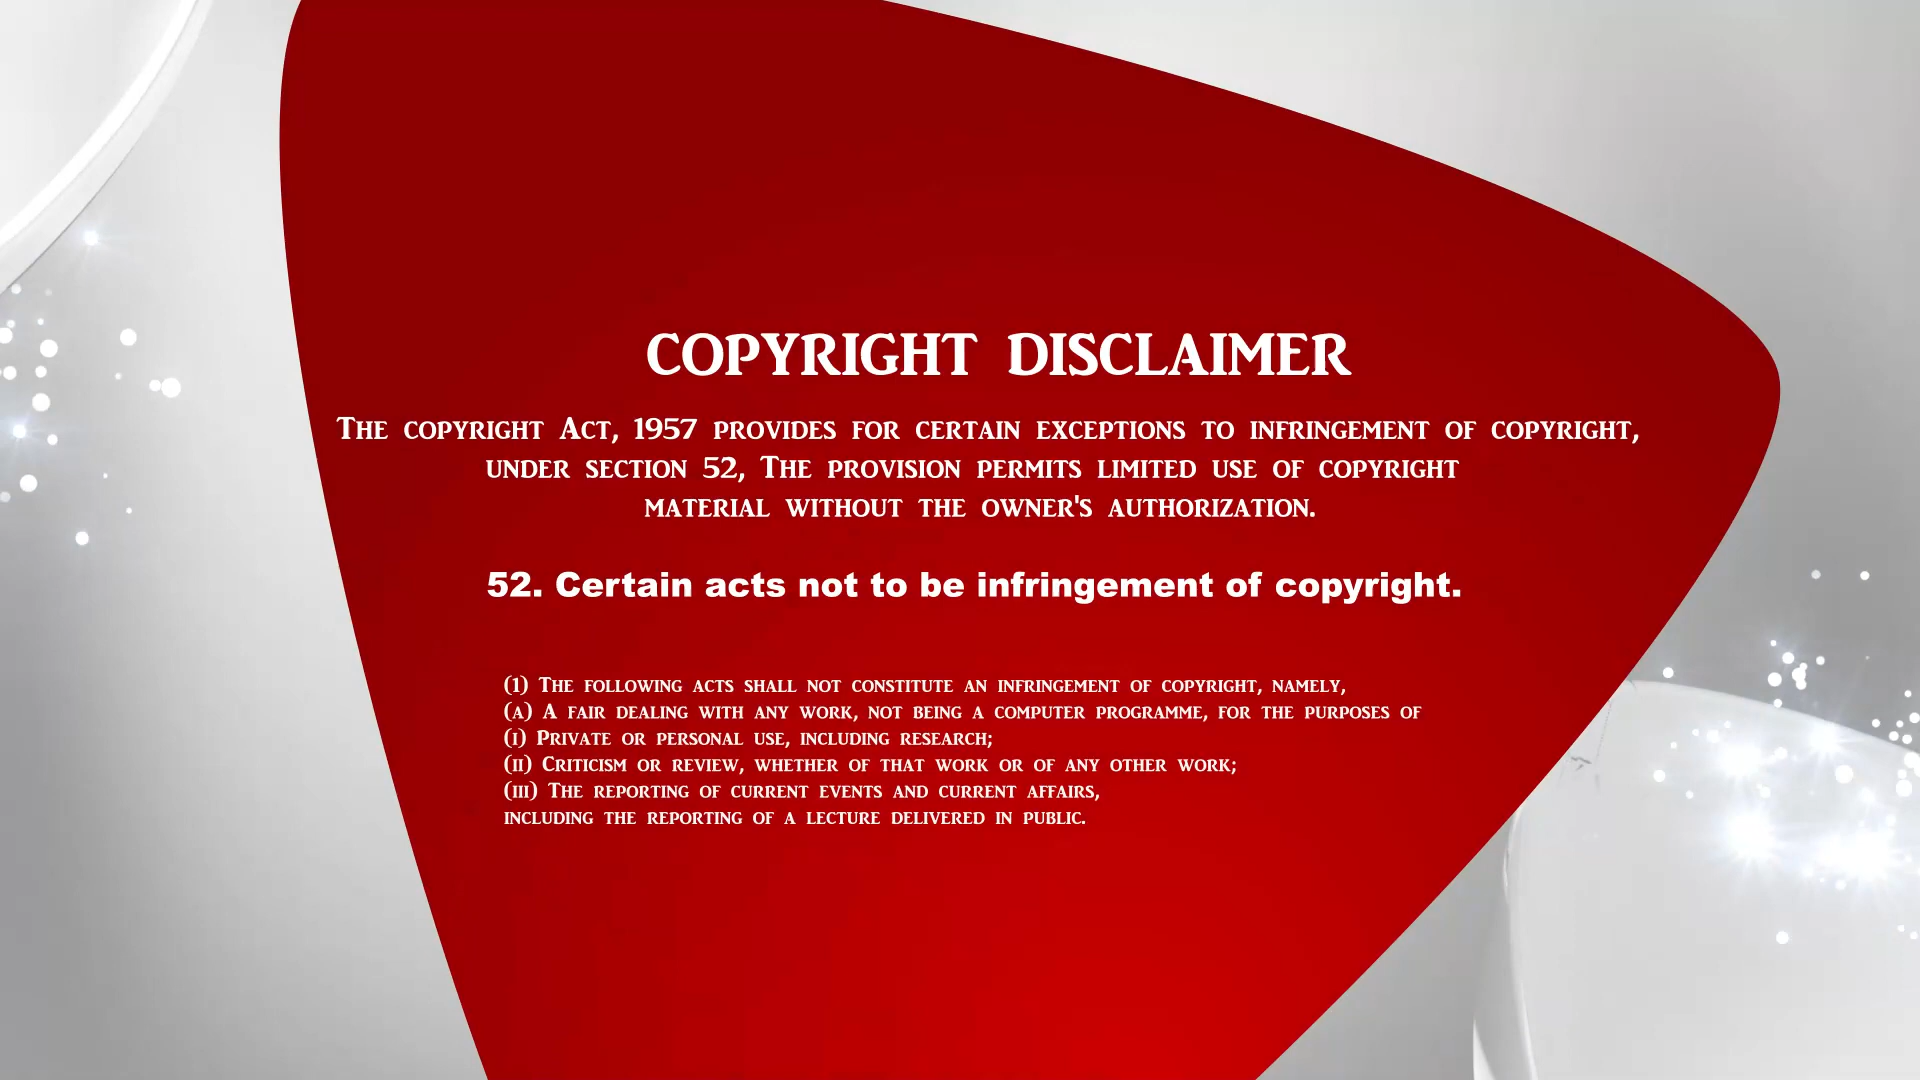 COPYRIGHT DISCLAIMER
The copyright Act, 1957 provides for certain exceptions to infringement of copyright,
under section 52, The provision permits limited use of copyright
material without the owner's authorization.
52. Certain acts not to be infringement of copyright.
(1) The following acts shall not constitute an infringement of copyright, namely,
(a) A fair dealing with any work, not being a computer programme, for the purposes of
(i) Private or personal use, including research;
(ii) Criticism or review, whether of that work or of any other work;
(iii) The reporting of current events and current affairs,
including the reporting of a lecture delivered in public.